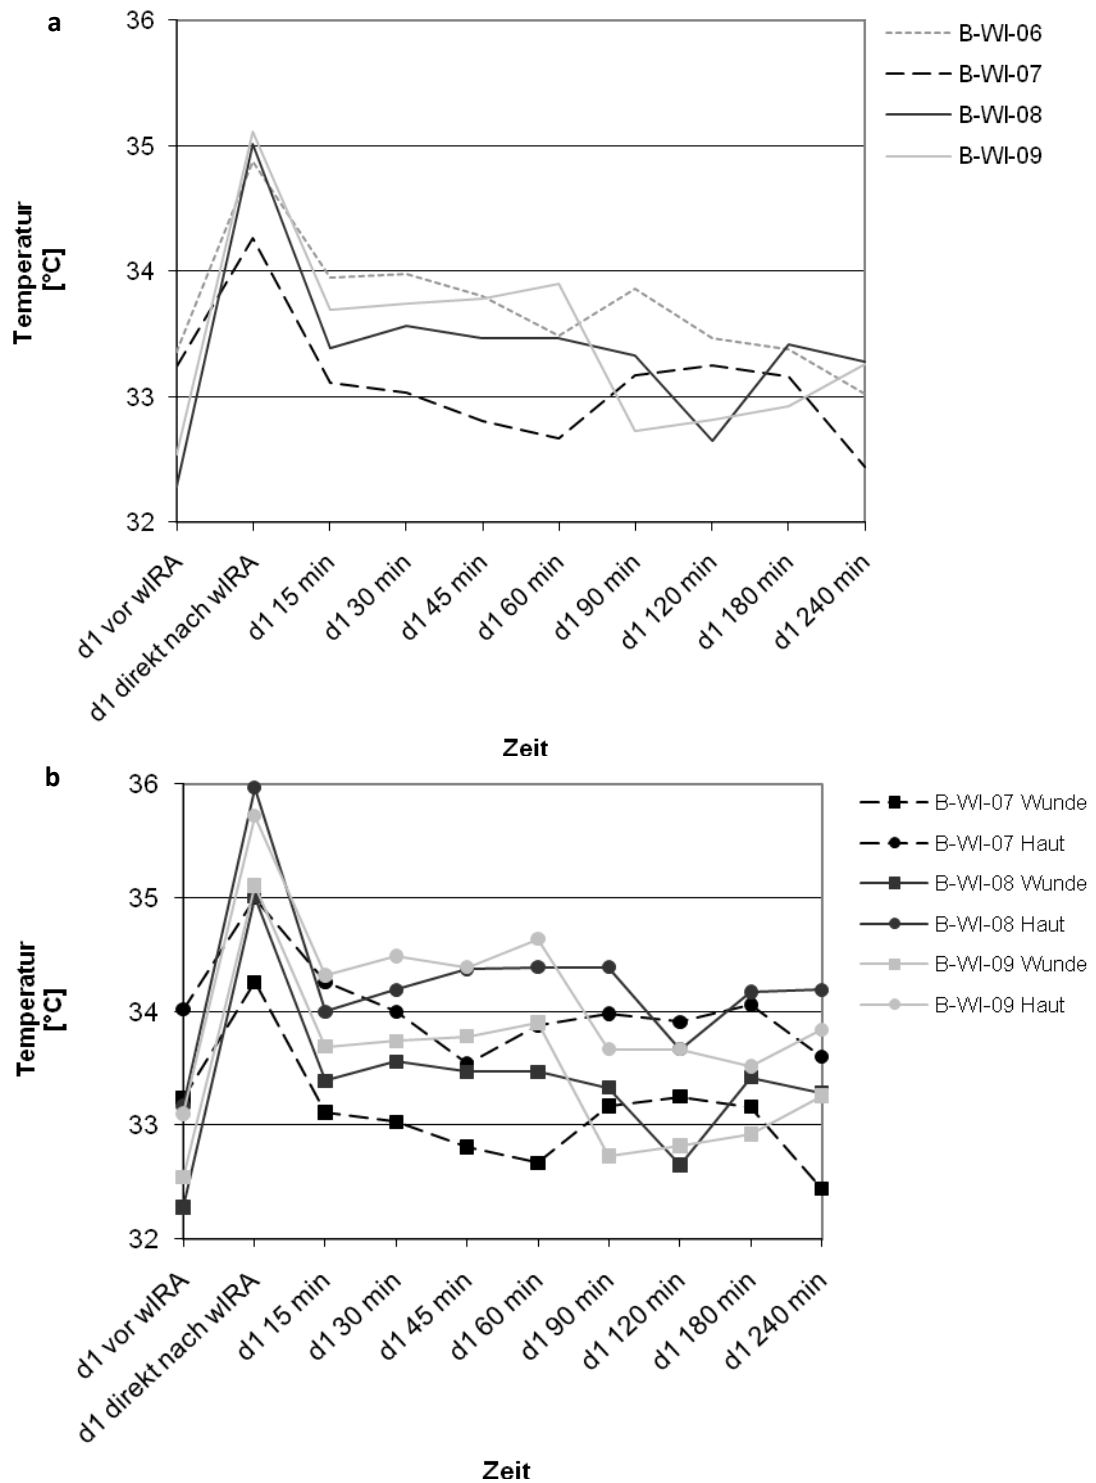 a
36
35
34
33
32
Temperatur
[°C]
B-WI-06
B-WI-07
B-WI-08
B-WI-09
d1 vor wIRA
d1 direkt nach wIRA
d1 15 min
d1 30 min
d1 45 min
d1 60 min
d1 90 min
d1 120 min
d1 180 min
d1 240 min
Zeit
b
36
35
34
33
32
Temperatur
[°C]
B-WI-07 Wunde
B-WI-07 Haut
B-WI-08 Wunde
B-WI-08 Haut
B-WI-09 Wunde
B-WI-09 Haut
d1 vor wIRA
d1 direkt nach wIRA
d1 15 min
d1 30 min
d1 45 min
d1 60 min
d1 90 min
d1 120 min
d1 180 min
d1 240 min
Zeit